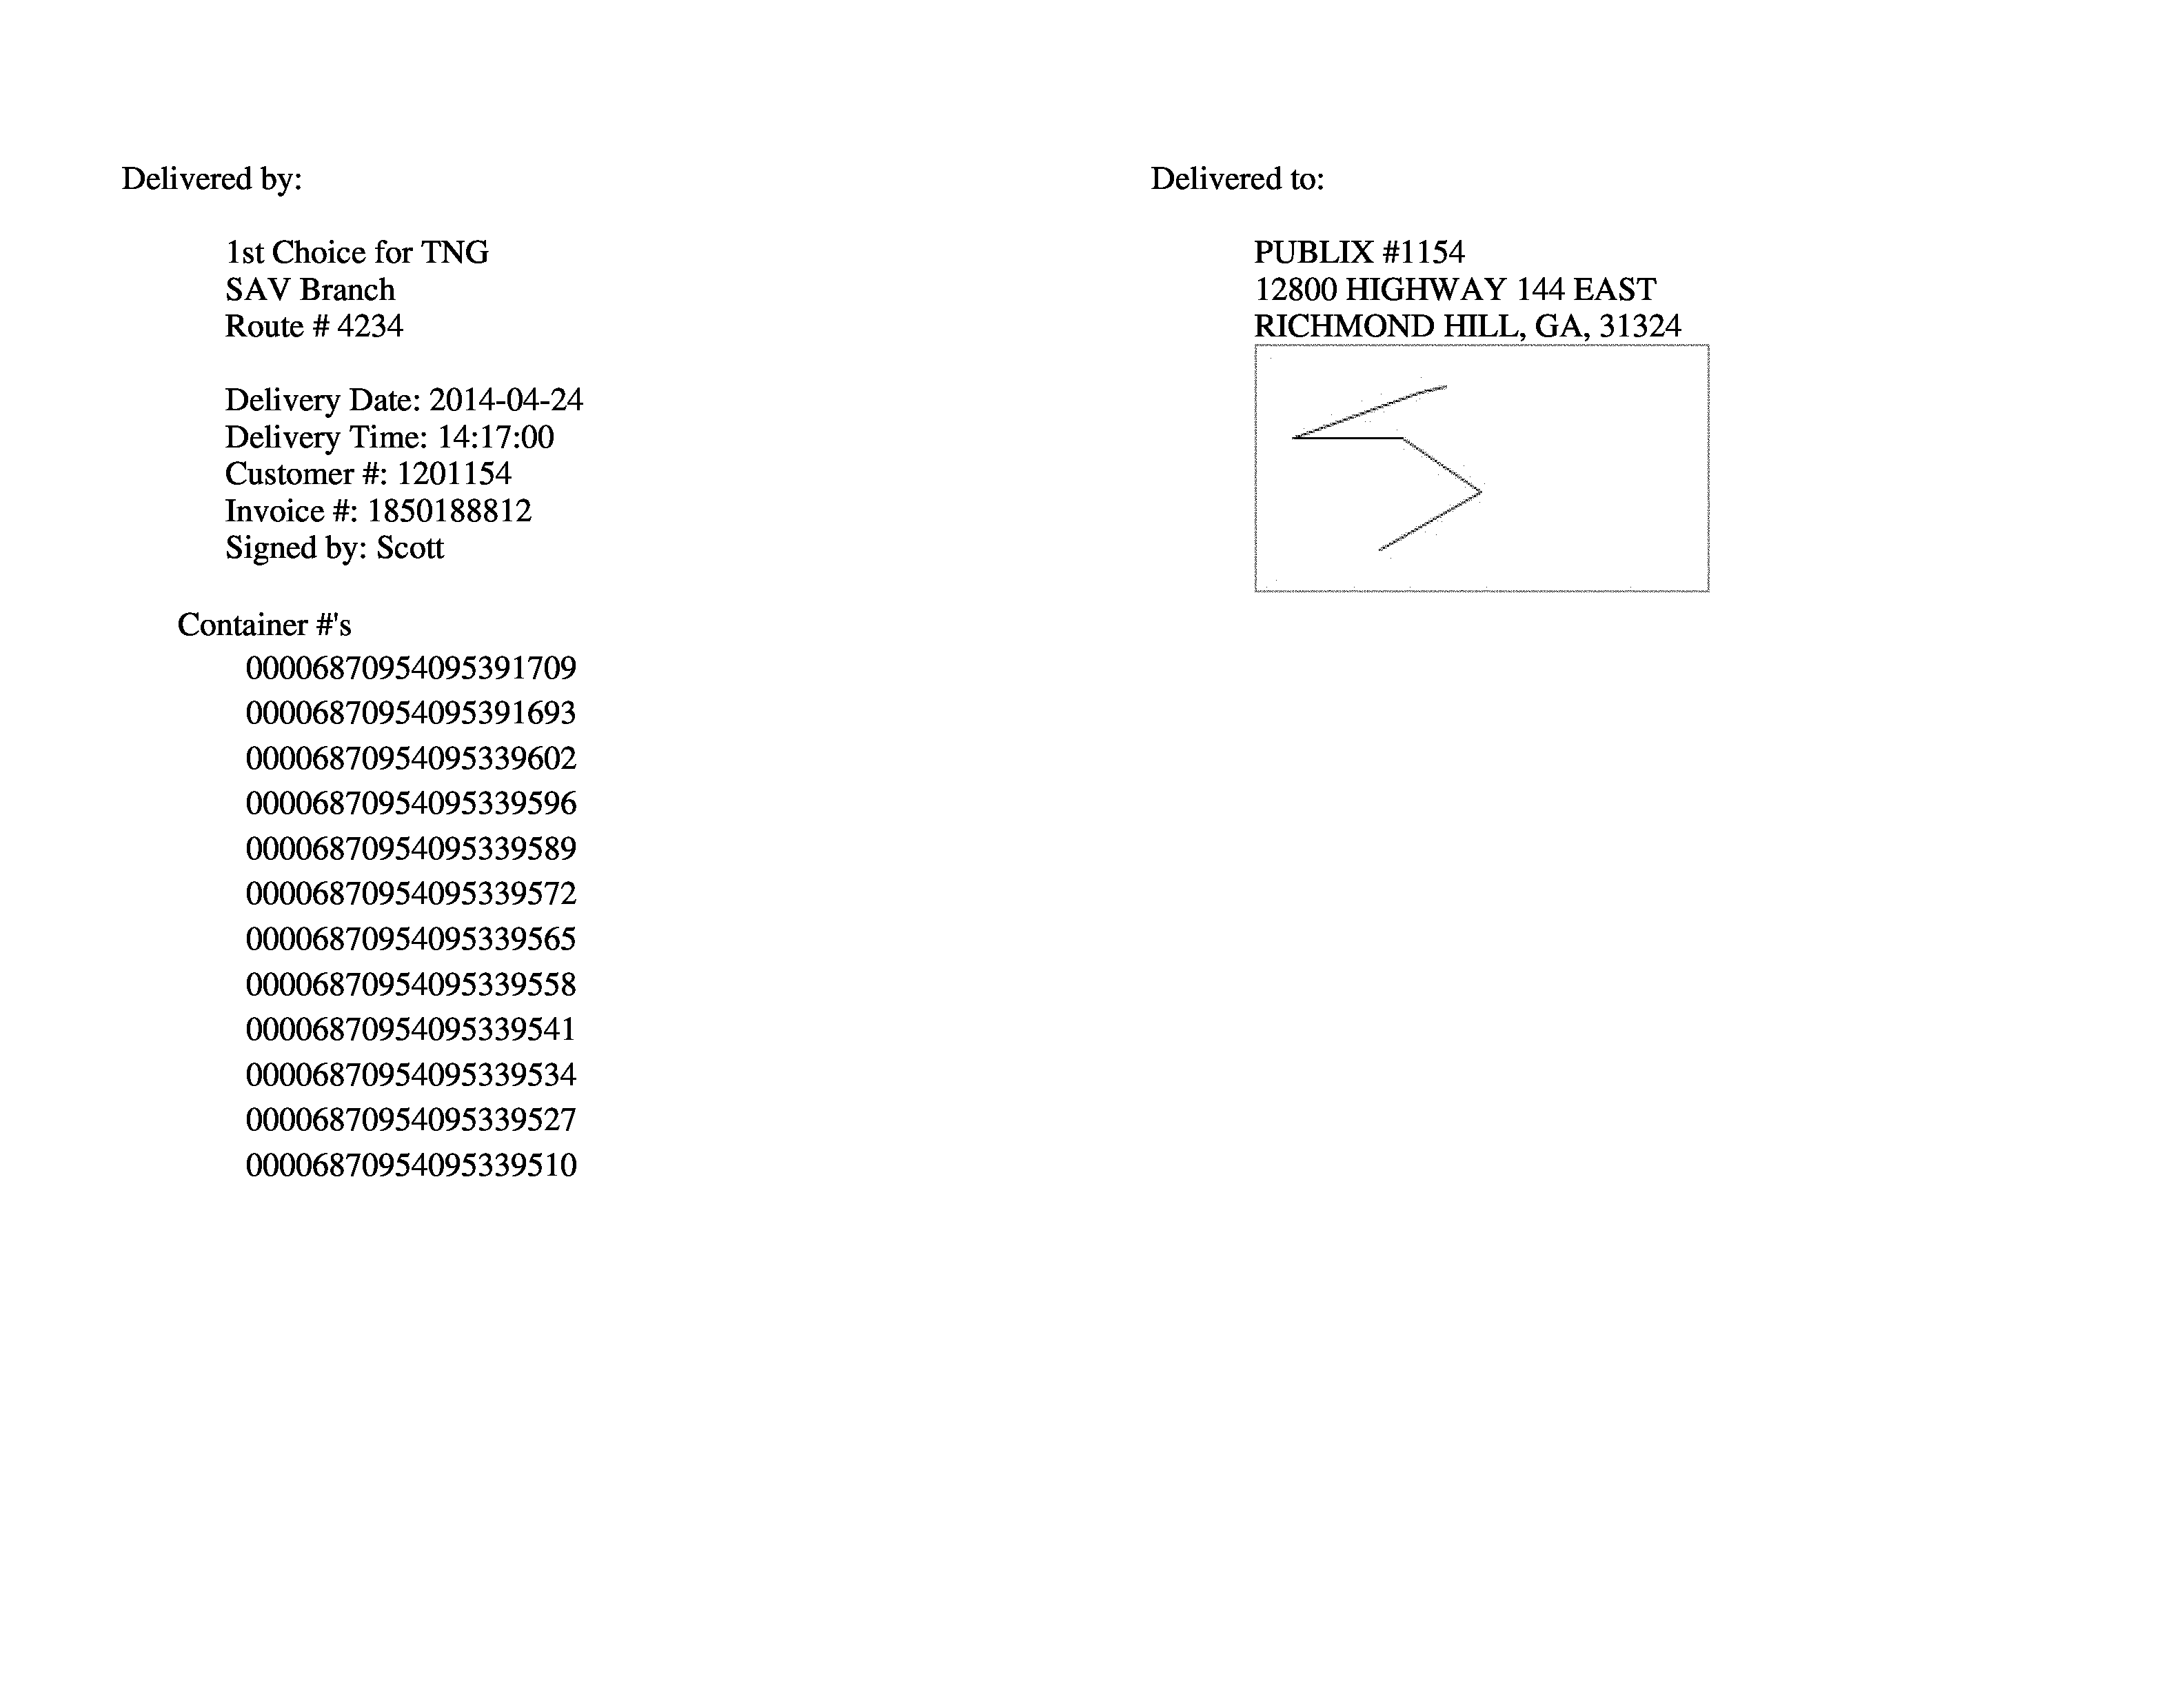 Delivered by:
1st Choice for TNG
SAV Branch
Route # 4234
Delivery Date: 2014-04-24
Delivery Time: 14:17:00
Customer #: 1201154
Invoice #: 1850188812
Signed by: Scott
Container #'s
00006870954095391709
00006870954095391693
00006870954095339602
00006870954095339596
00006870954095339589
00006870954095339572
00006870954095339565
00006870954095339558
00006870954095339541
00006870954095339534
00006870954095339527
00006870954095339510
Delivered to:
PUBLIX #1154
12800 HIGHWAY 144 EAST
RICHMOND HILL, GA, 31324